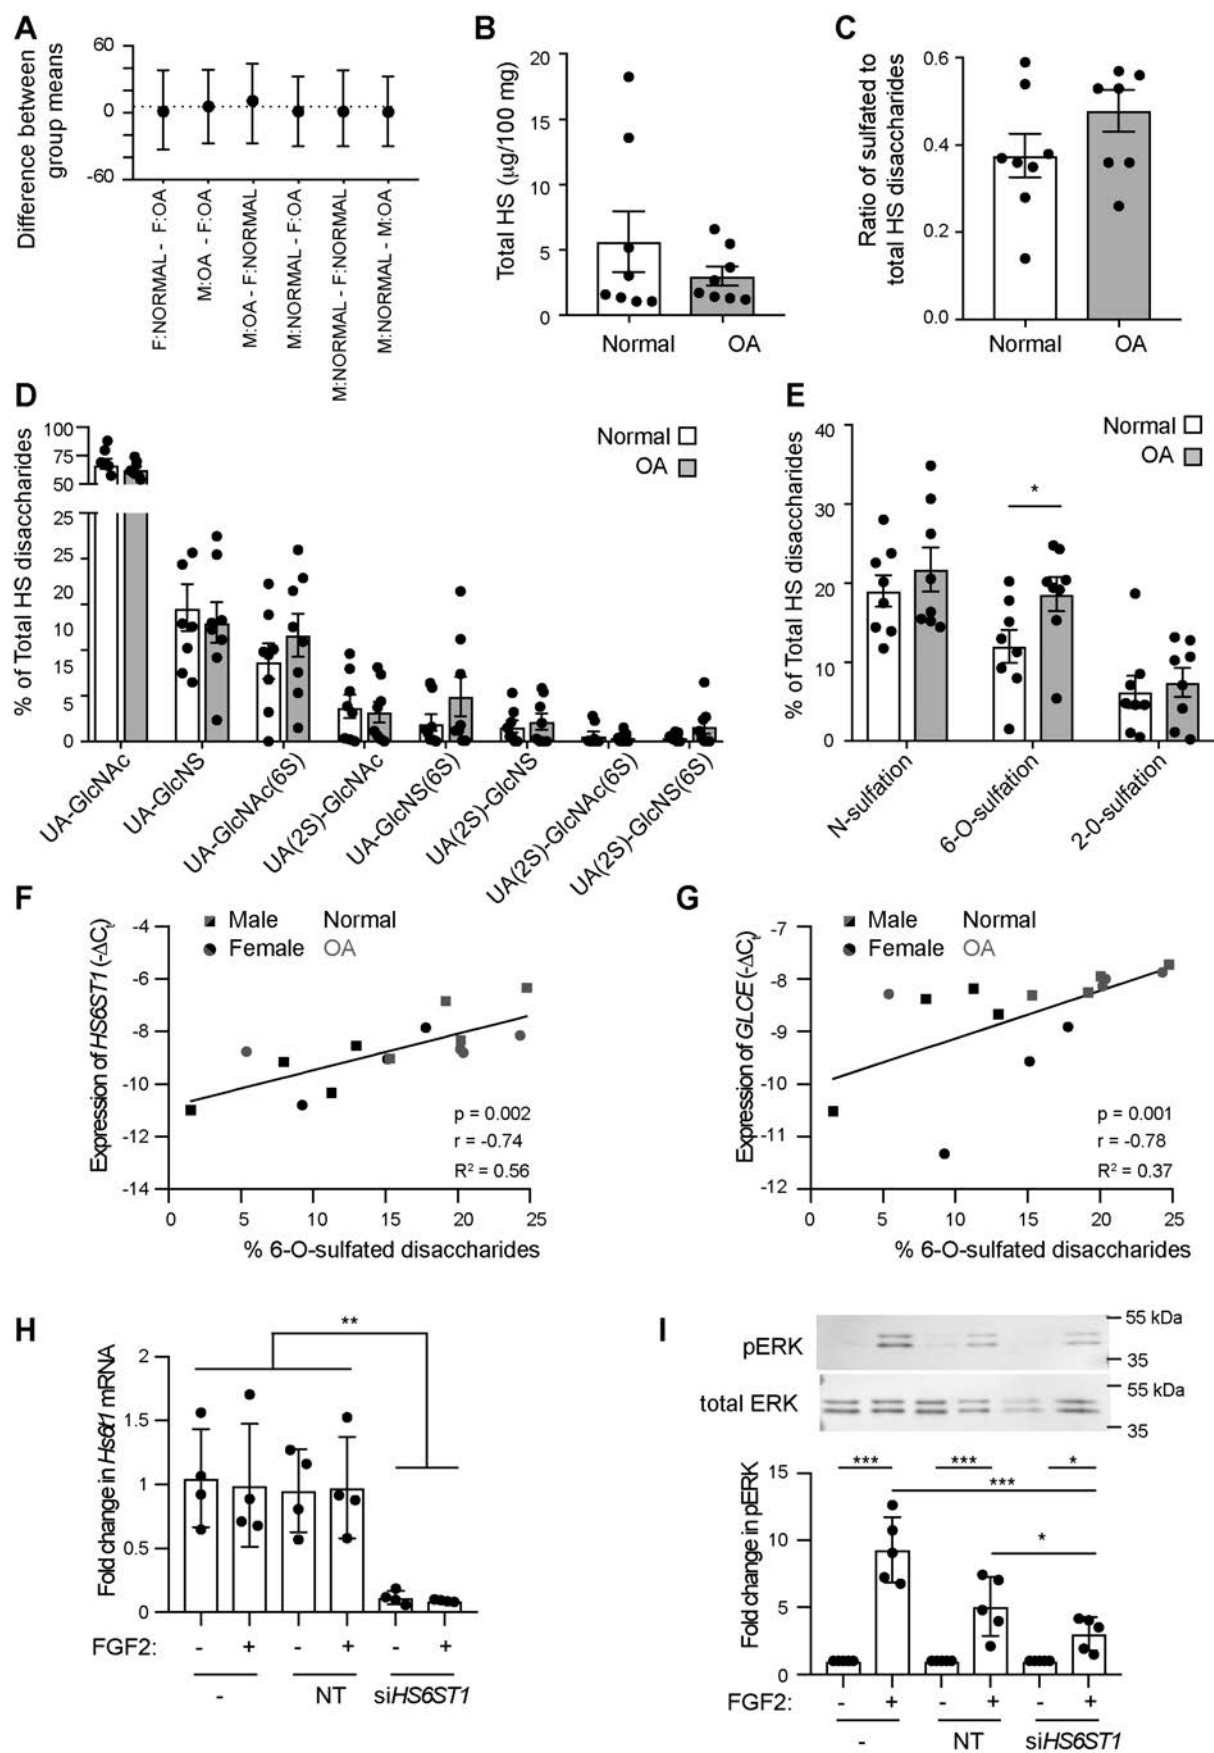 A
Difference between
group means
60
0
-60
F:NORMAL - F:OA
M:OA - F:OA
M:OA - F:NORMAL
M:NORMAL - F:OA
M:NORMAL - F:NORMAL
M:NORMAL - M:OA
B
Total HS (µg/100 mg)
20
15
10
5
0
Normal
OA
C
Ratio of sulfated to
total HS disaccharides
0.6
0.4
0.2
0.0
Normal
OA
D
% of Total HS disaccharides
100
75
50
25
25
20
10
15
5
0
Normal
OA
UA-GlcNAc
UA-GlcNS
UA-GlcNAc(6S)
UA(2S)-GlcNAc
UA-GlcNS(6S)
UA(2S)-GlcNS
UA(2S)-GlcNAc(6S)
UA(2S)-GlcNS(6S)
E
% of Total HS disaccharides
40
30
20
10
0
Normal
OA
*
N-sulfation
6-O-sulfation
2-0-sulfation
F
Expression of HS6ST1 (-ΔCt)
-4
-6
-8
-10
-12
-14
Male Normal
Female OA
p = 0.002
r = -0.74
R² = 0.56
0 5 10 15 20 25
% 6-O-sulfated disaccharides
G
Expression of GLCE (-ΔCt)
-7
-8
-9
-10
-11
-12
Male Normal
Female OA
p = 0.001
r = -0.78
R² = 0.37
0 5 10 15 20 25
% 6-O-sulfated disaccharides
H
Fold change in Hs6t1 mRNA
2
1.5
1
0.5
0
**
FGF2: - + - + - +
- NT siHS6ST1
I
pERK
55 kDa
35
total ERK
55 kDa
35
Fold change in pERK
15
10
5
0
*** *** *
***
*
FGF2: - + - + - +
- NT siHS6ST1